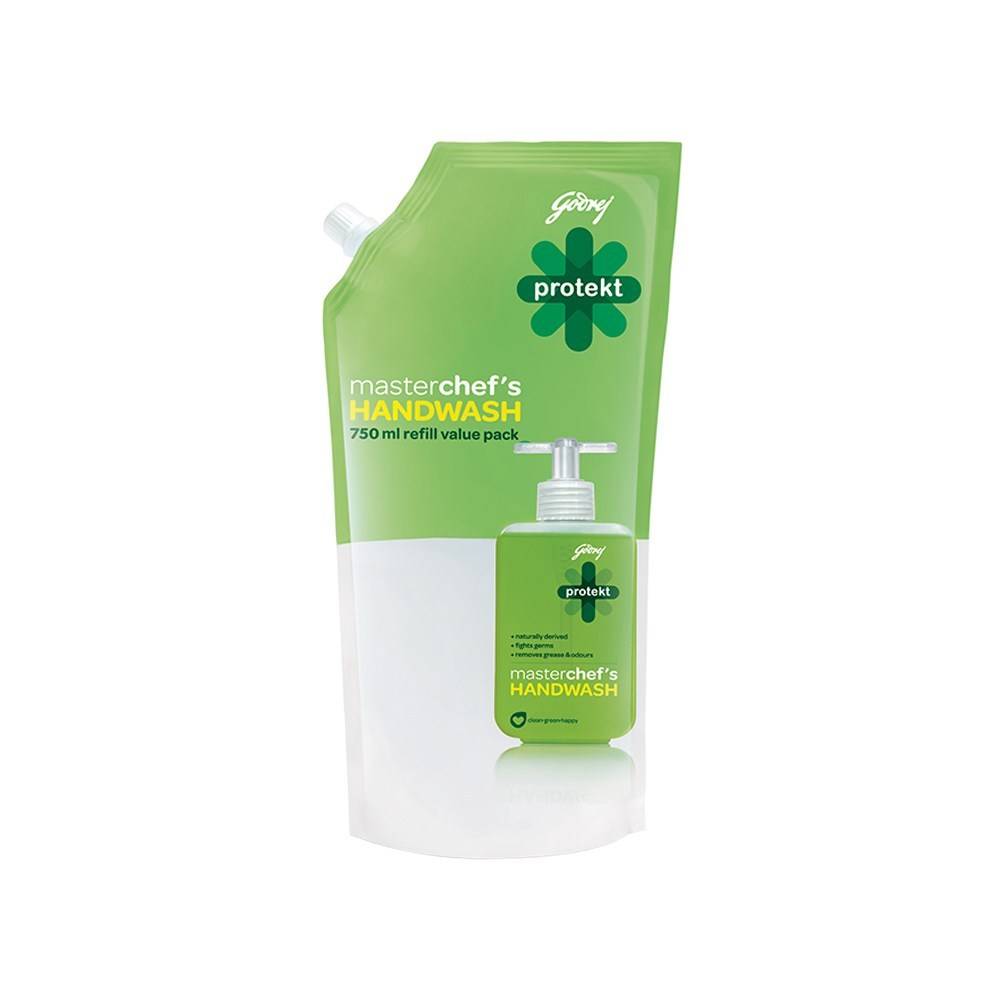 Godrej
protekt
masterchef's
HANDWASH
750 ml refill value pack
Godrej
protekt
• naturally derived
• fights germs
• removes grease & odours
masterchef's
HANDWASH
clean•green•happy